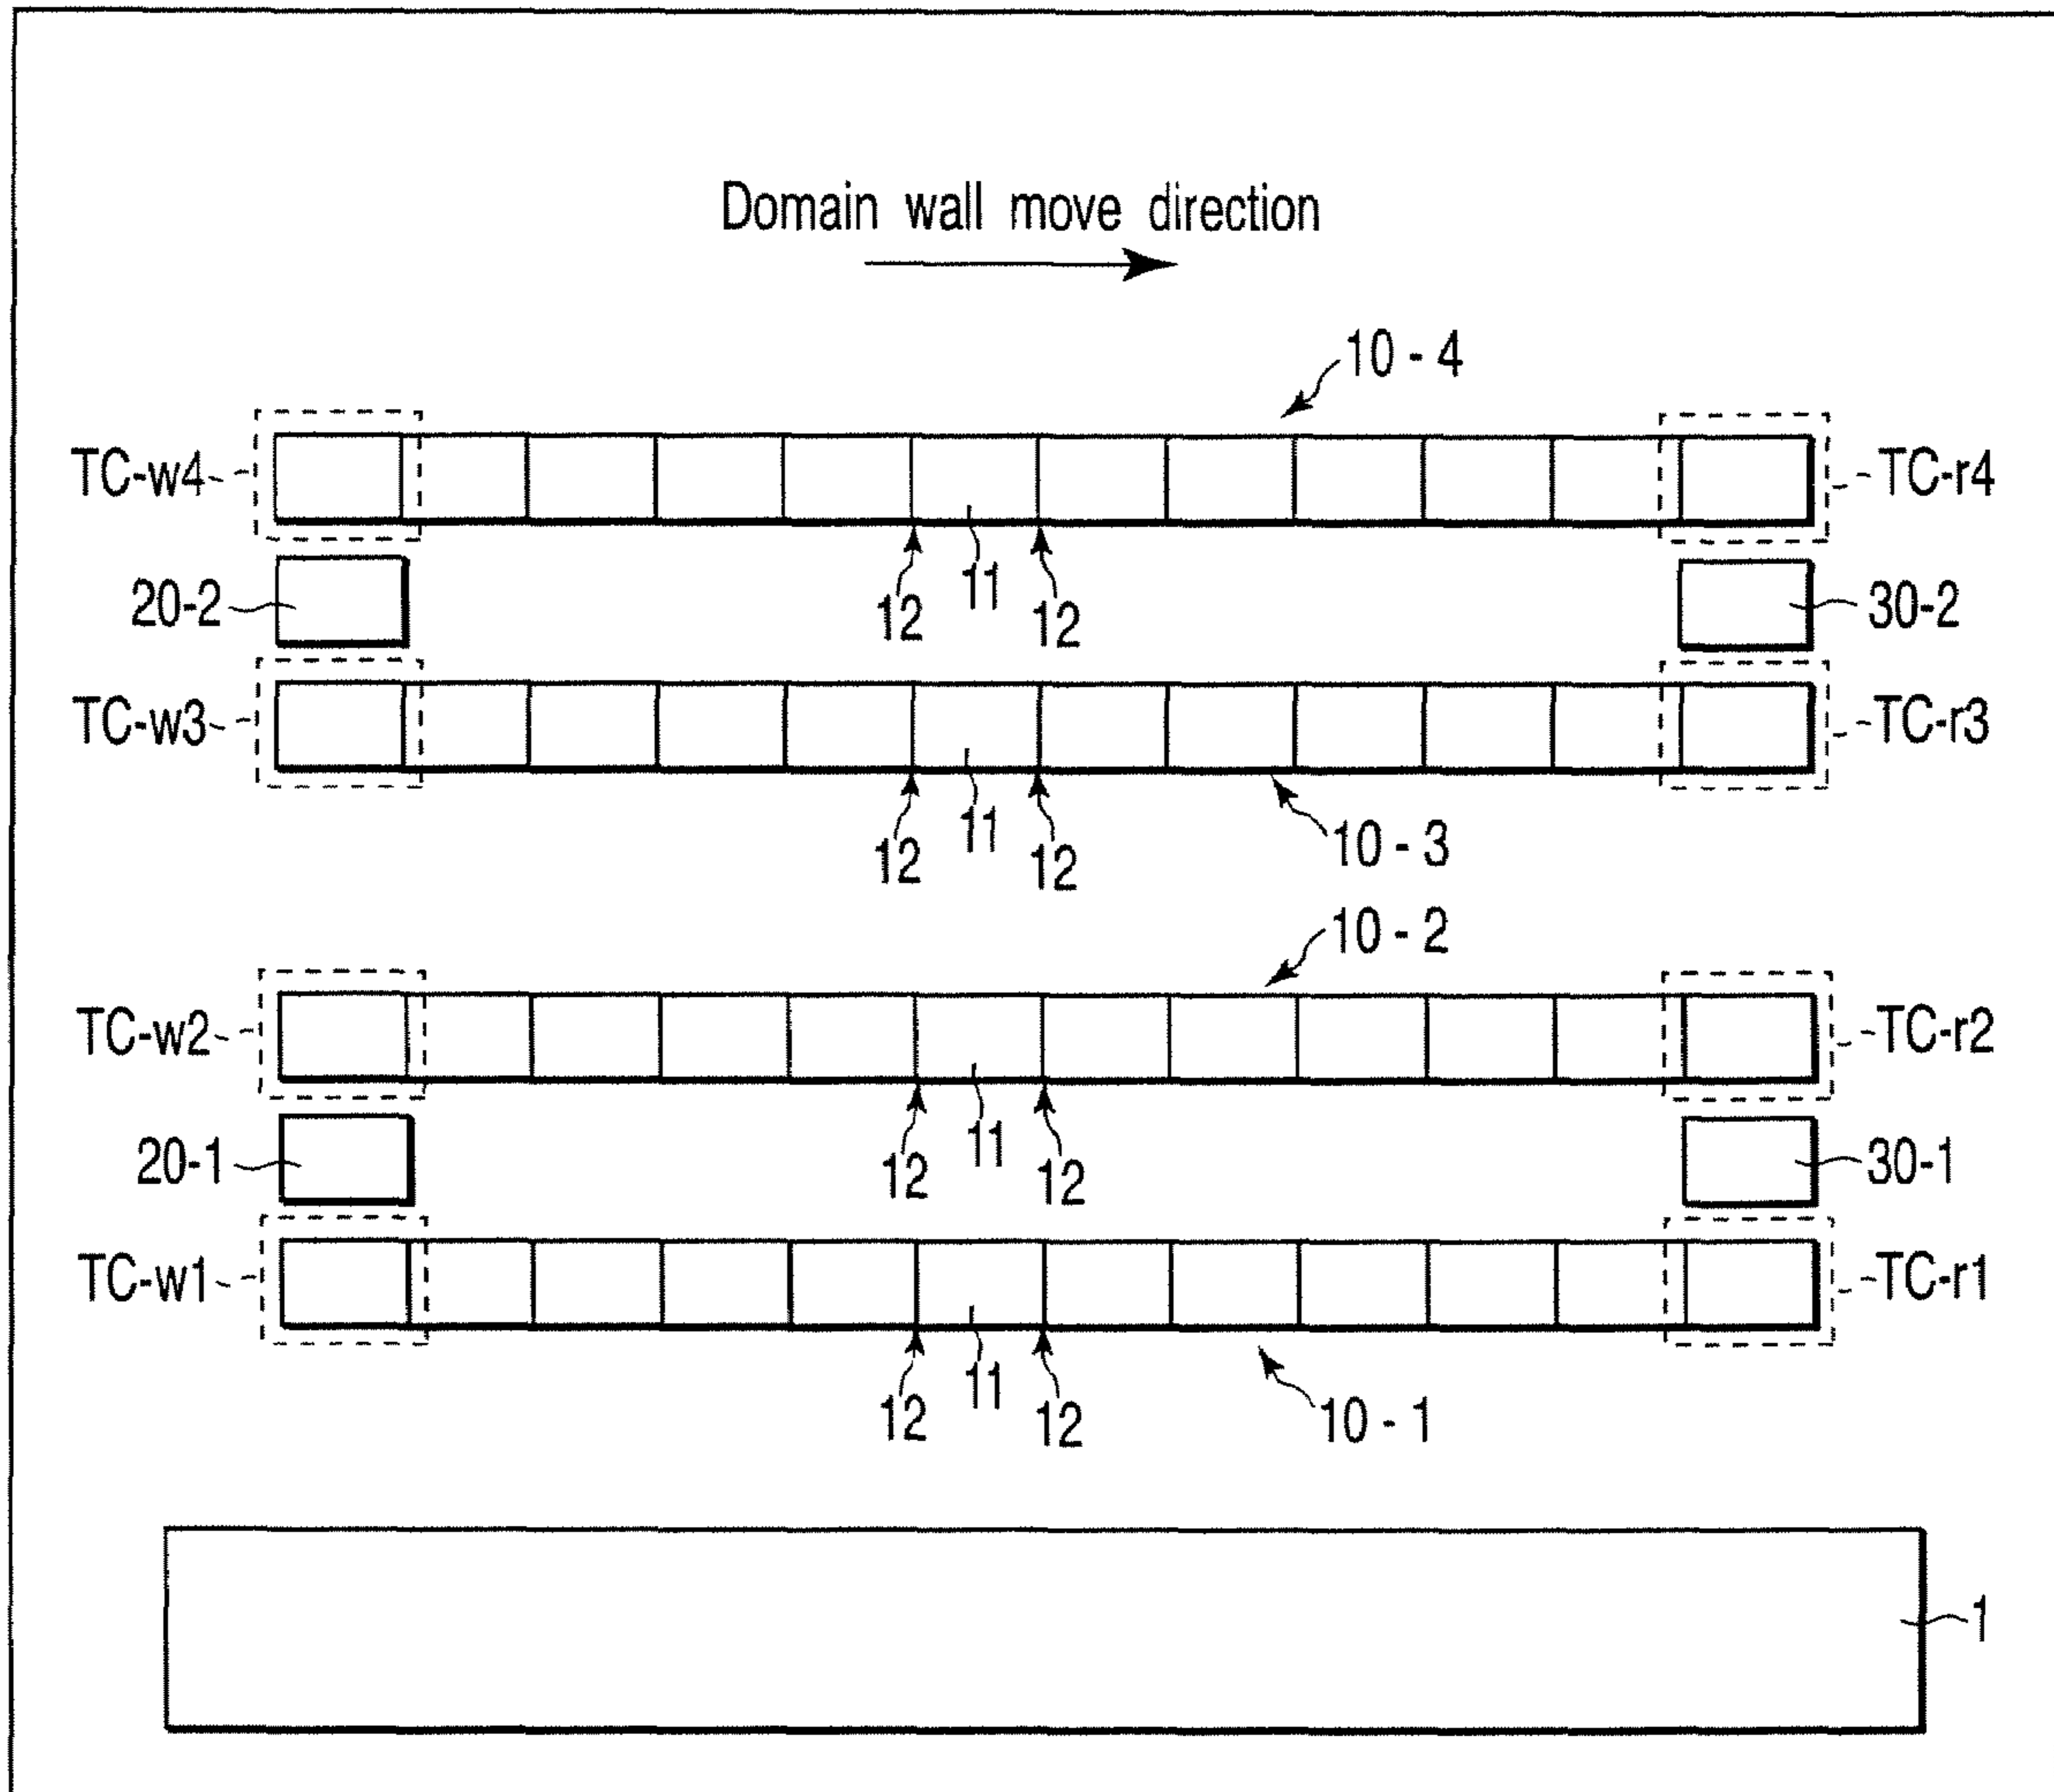 Domain wall move direction
10-4
TC-w4
TC-r4
11
20-2
12
12
30-2
TC-w3
TC-r3
11
12
12
10-3
10-2
TC-w2
TC-r2
11
20-1
12
12
30-1
TC-w1
TC-r1
11
12
12
10-1
1